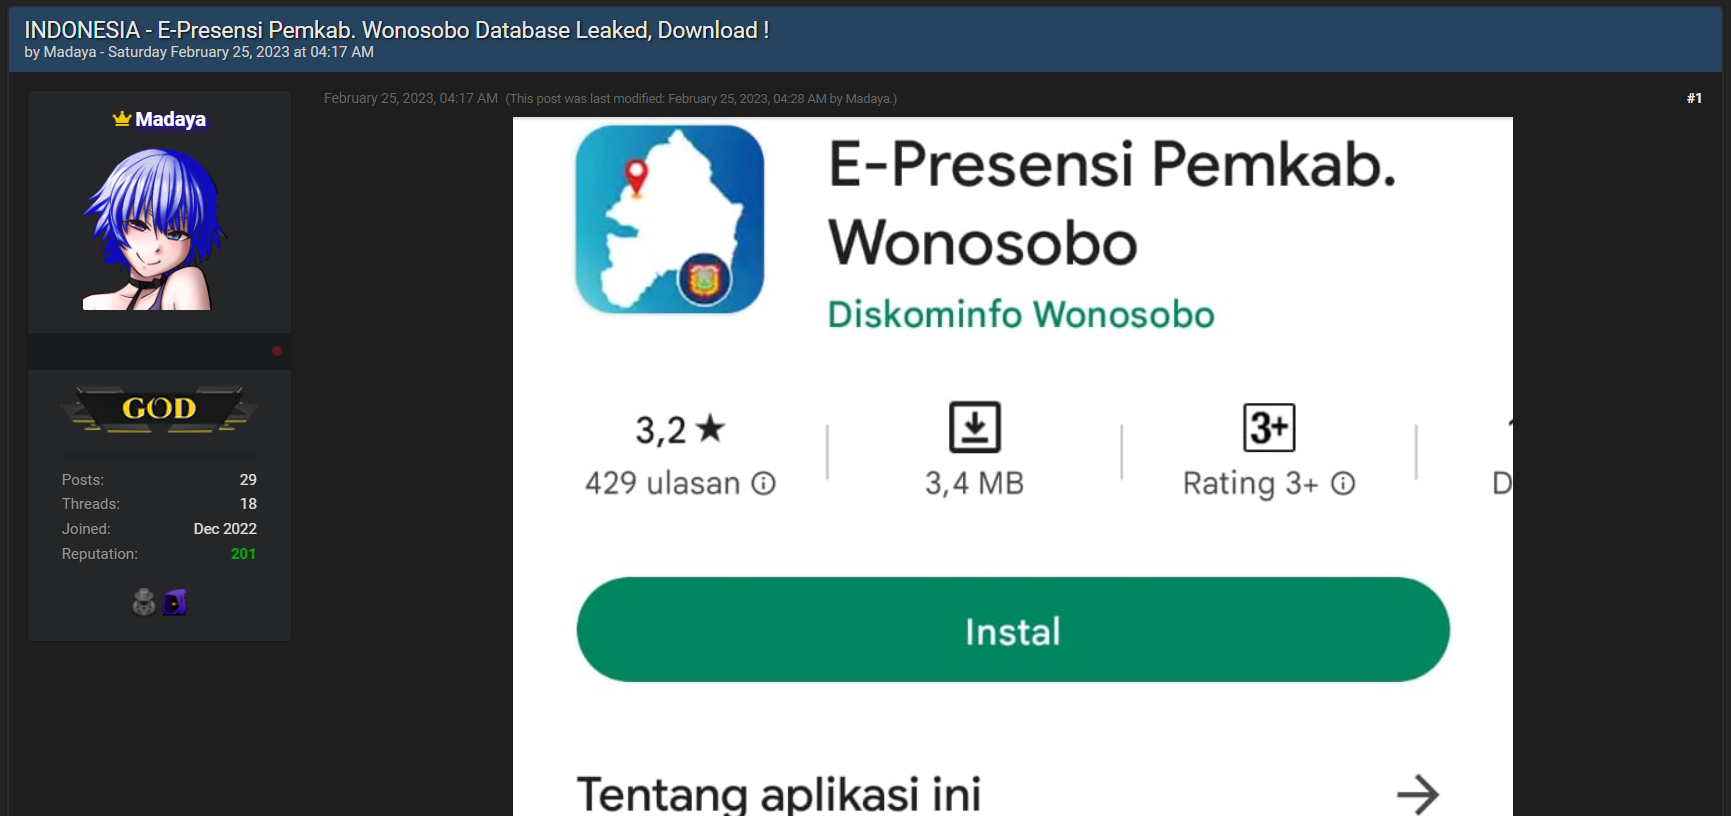 INDONESIA - E-Presensi Pemkab. Wonosobo Database Leaked, Download !
by Madaya - Saturday February 25, 2023 at 04:17 AM
Madaya
GOD
Posts: 29
Threads: 18
Joined: Dec 2022
Reputation: 201
February 25, 2023, 04:17 AM (This post was last modified: February 25, 2023, 04:28 AM by Madaya.)
#1
E-Presensi Pemkab.
Wonosobo
Diskominfo Wonosobo
3,2 ★
429 ulasan
3,4 MB
3+
Rating 3+
D
Instal
Tentang aplikasi ini